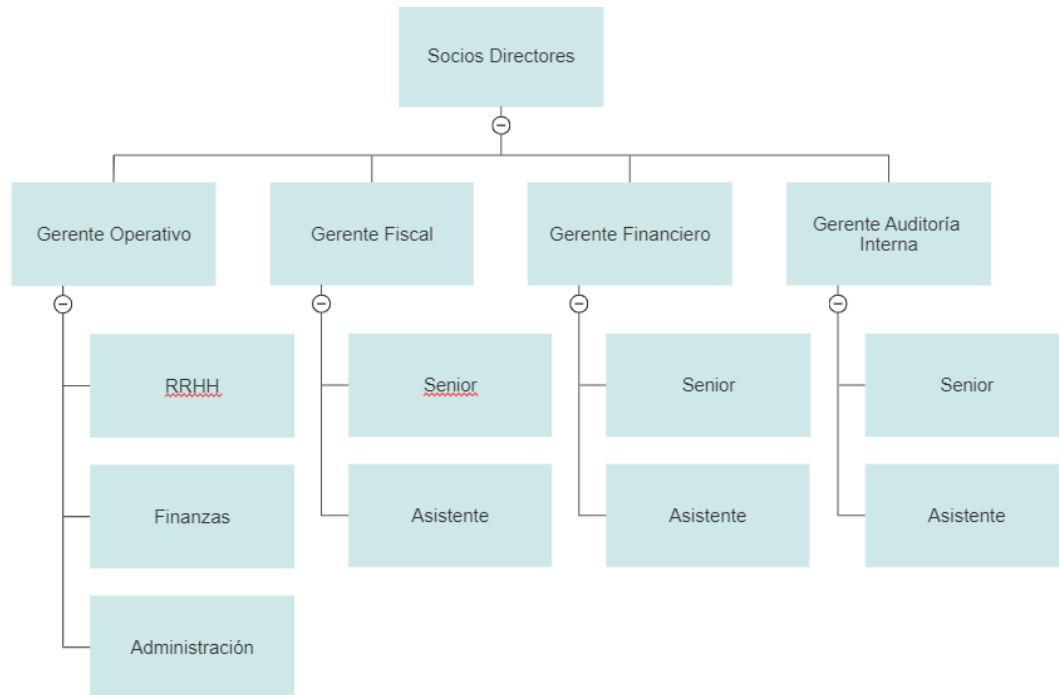 Socios Directores
Gerente Operativo
Gerente Fiscal
Gerente Financiero
Gerente Auditoría
Interna
RRHH
Senior
Senior
Senior
Finanzas
Asistente
Asistente
Asistente
Administración